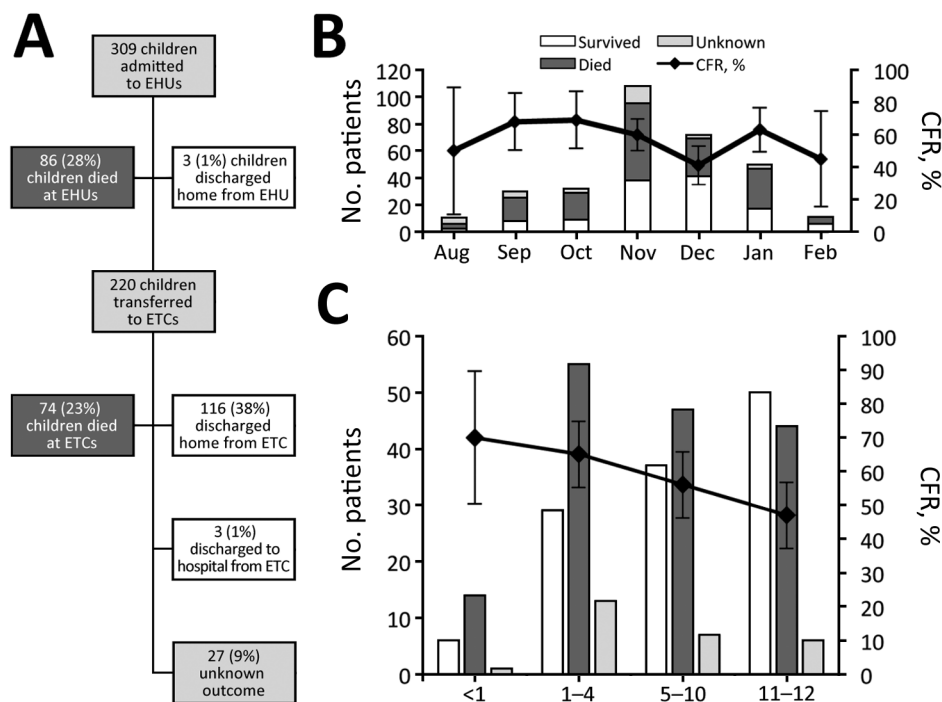 A
309 children
admitted
to EHUs
86 (28%)
children died
at EHUs
3 (1%) children
discharged
home from EHU
220 children
transferred
to ETCs
74 (23%)
children died
at ETCs
116 (38%)
discharged
home from ETC
3 (1%)
discharged to
hospital from ETC
27 (9%)
unknown
outcome
B
Survived
Unknown
Died
CFR, %
No. patients
120
100
80
60
40
20
0
100
80
60
40
20
0
CFR, %
Aug Sep Oct Nov Dec Jan Feb
C
No. patients
60
50
40
30
20
10
0
100
90
80
70
60
50
40
30
20
10
0
CFR, %
<1 1–4 5–10 11–12